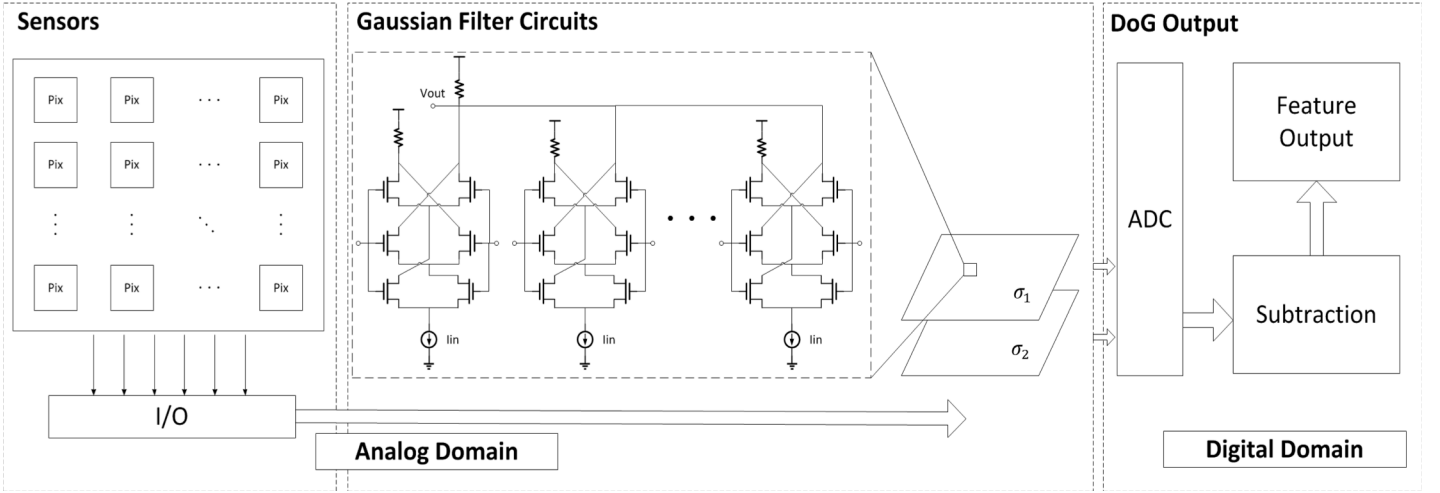 Sensors
Gaussian Filter Circuits
DoG Output
Pix Pix . . . Pix
Pix Pix . . . Pix
Pix Pix . . . Pix
I/O
Analog Domain
Vout
Iin
Iin
Iin
σ₁
σ₂
ADC
Feature
Output
Subtraction
Digital Domain